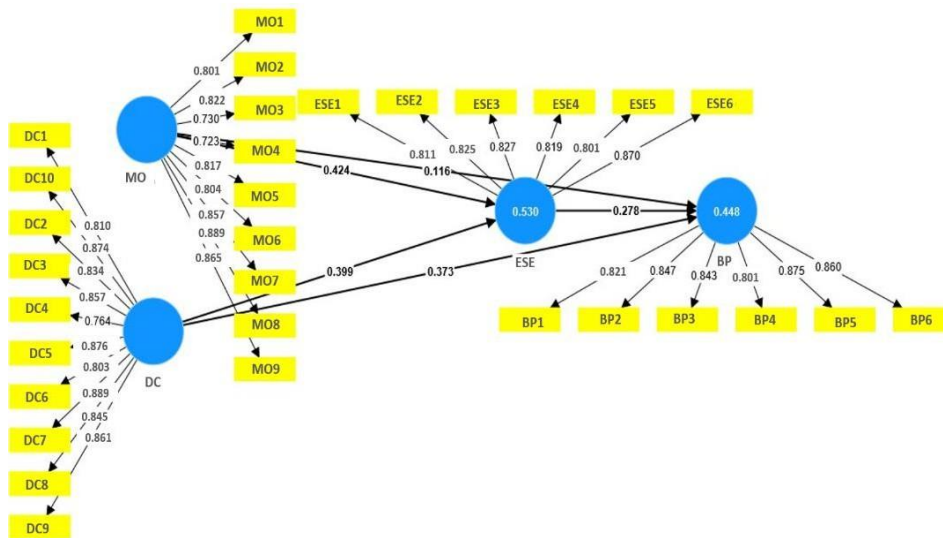 MO1
MO2
MO3
MO4
MO5
MO6
MO7
MO8
MO9
0.801
0.822
0.730
0.723
0.817
0.804
0.857
0.889
0.865
MO
DC1
DC10
DC2
DC3
DC4
DC5
DC6
DC7
DC8
DC9
0.810
0.874
0.834
0.857
0.764
0.876
0.803
0.889
0.845
0.861
DC
0.424
0.116
0.399
0.373
0.278
ESE1
ESE2
ESE3
ESE4
ESE5
ESE6
0.811
0.825
0.827
0.819
0.801
0.870
0.530
ESE
0.448
BP
0.821
0.847
0.843
0.801
0.875
0.860
BP1
BP2
BP3
BP4
BP5
BP6